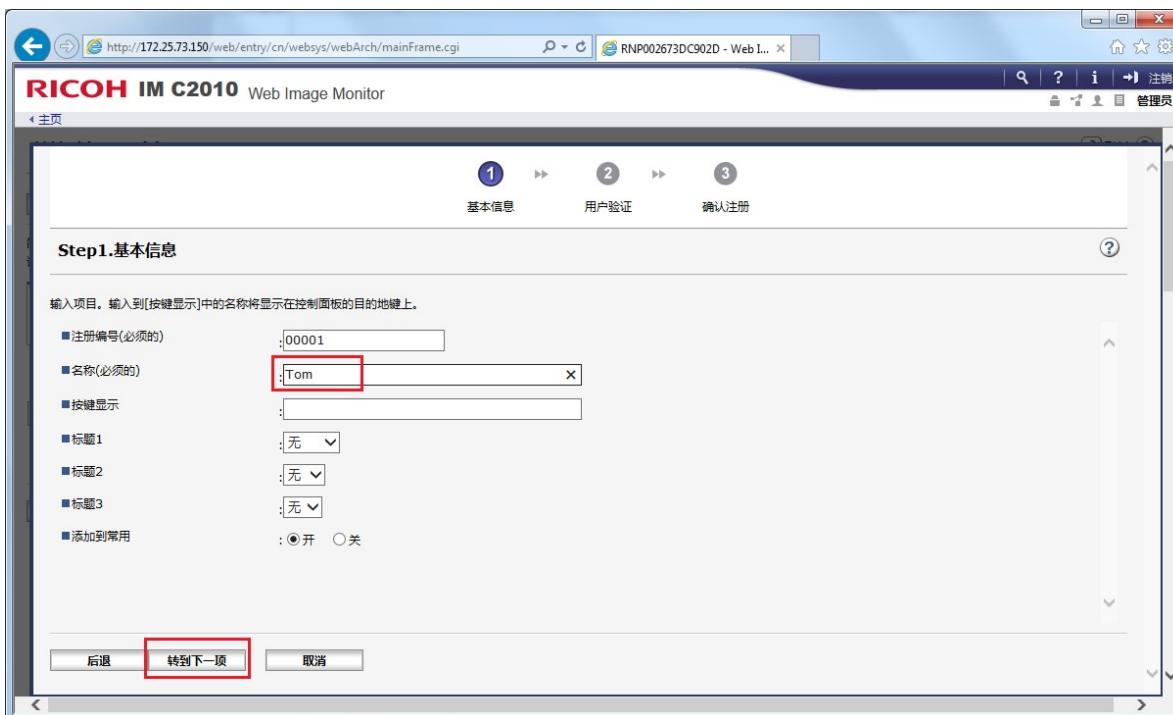 http://172.25.73.150/web/entry/cn/websys/webArch/mainFrame.cgi
RNP002673DC902D - Web I...
RICOH IM C2010 Web Image Monitor
注销
管理员
主页
1
2
3
基本信息
用户验证
确认注册
Step1.基本信息
输入项目。输入到[按键显示]中的名称将显示在控制面板的目的地键上。
■注册编号(必须的) :00001
■名称(必须的) :Tom
■按键显示 :
■标题1 :无
■标题2 :无
■标题3 :无
■添加到常用 :开 关
后退 转到下一项 取消